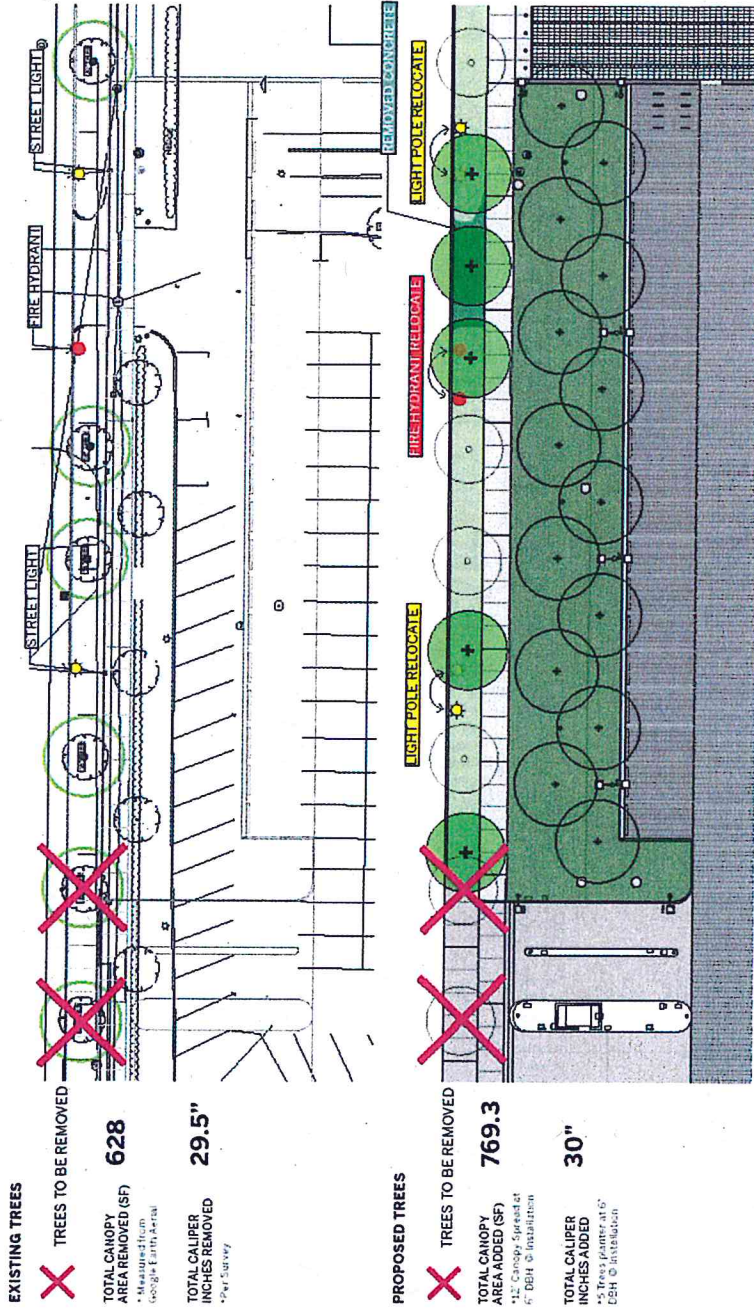 EXISTING TREES
TREES TO BE REMOVED
TOTAL CANOPY
AREA REMOVED (SF)
* Measured from
Google Earth Aerial
628
TOTAL CALIPER
INCHES REMOVED
*Per Survey
29.5"
STREET LIGHT
FIRE HYDRANT
STREET LIGHT
PROPOSED TREES
TREES TO BE REMOVED
TOTAL CANOPY
AREA ADDED (SF)
*12' Canopy Spread at
6" DBH @ Installation
769.3
TOTAL CALIPER
INCHES ADDED
*5 Trees planter at 6"
DBH @ Installation
30"
LIGHT POLE RELOCATE
FIRE HYDRANT RELOCATE
LIGHT POLE RELOCATE
REMOVED CONCRETE